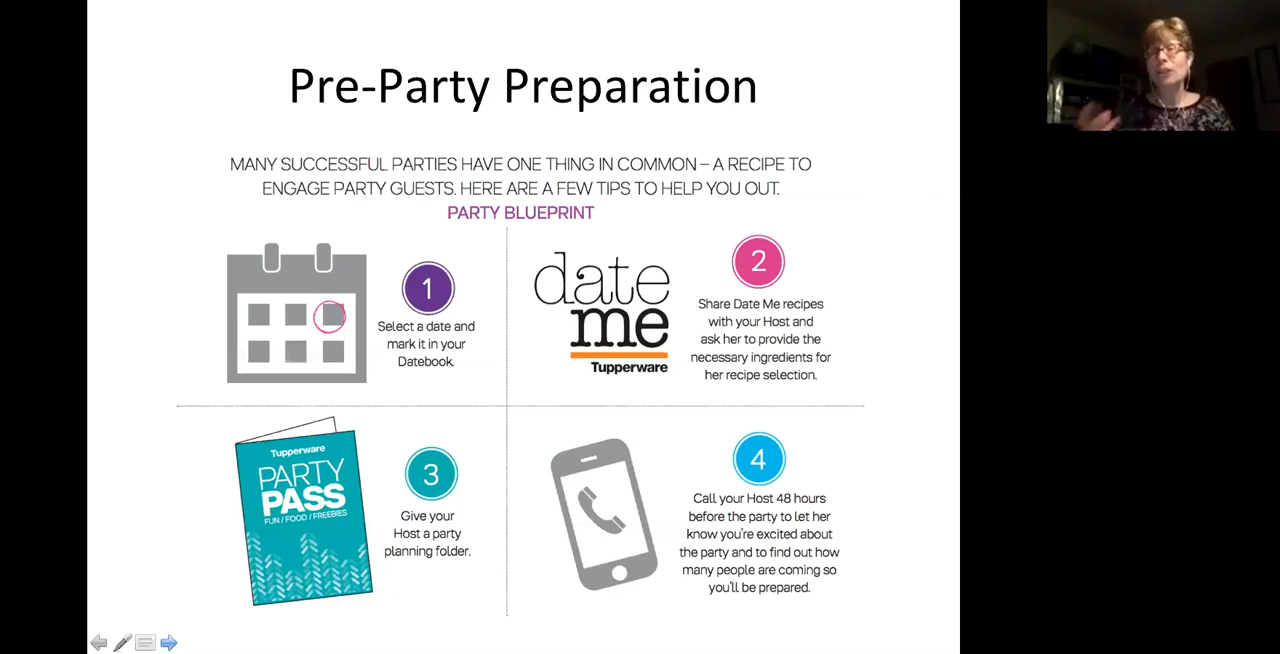 Pre-Party Preparation
MANY SUCCESSFUL PARTIES HAVE ONE THING IN COMMON – A RECIPE TO
ENGAGE PARTY GUESTS. HERE ARE A FEW TIPS TO HELP YOU OUT.
PARTY BLUEPRINT
1
Select a date and
mark it in your
Datebook.
date
me
Tupperware
2
Share Date Me recipes
with your Host and
ask her to provide the
necessary ingredients for
her recipe selection.
Tupperware
PARTY
PASS
FUN / FOOD / FREEBIES
3
Give your
Host a party
planning folder.
4
Call your Host 48 hours
before the party to let her
know you're excited about
the party and to find out how
many people are coming so
you'll be prepared.